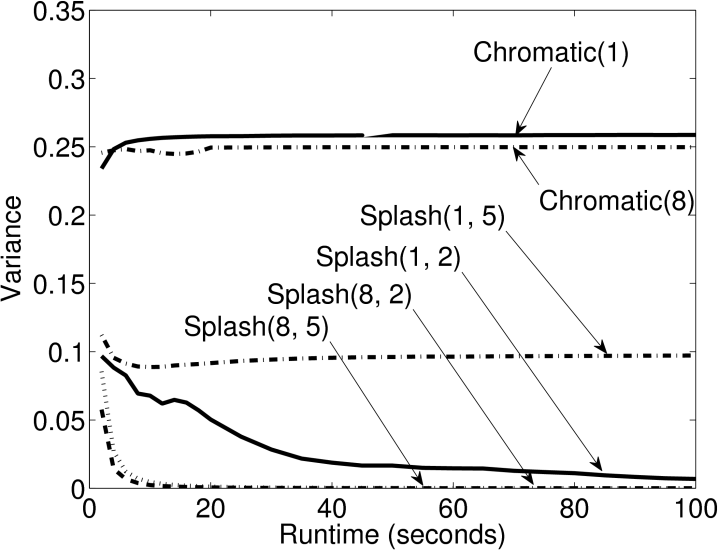 0.35
0.3
0.25
0.2
0.15
0.1
0.05
0
Variance
Chromatic(1)
Chromatic(8)
Splash(1, 5)
Splash(1, 2)
Splash(8, 2)
Splash(8, 5)
0 20 40 60 80 100
Runtime (seconds)